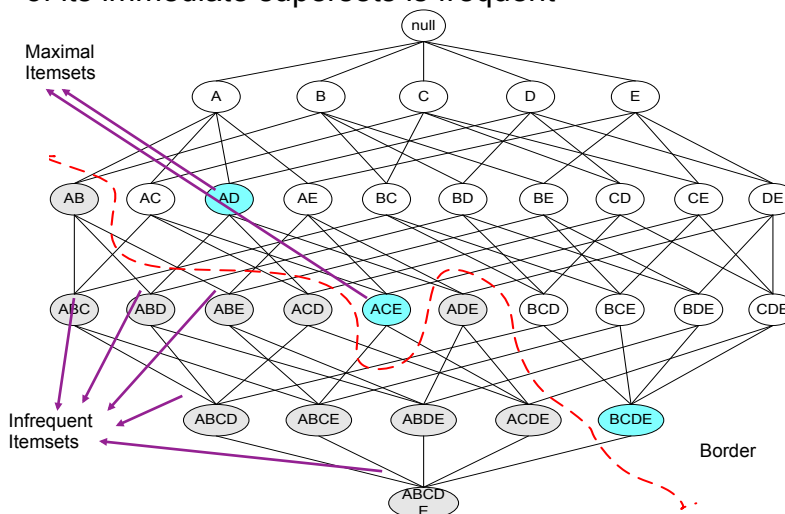 of its immediate supersets is frequent
null
Maximal
Itemsets
A
B
C
D
E
AB
AC
AD
AE
BC
BD
BE
CD
CE
DE
ABC
ABD
ABE
ACD
ACE
ADE
BCD
BCE
BDE
CDE
Infrequent
Itemsets
ABCD
ABCE
ABDE
ACDE
BCDE
Border
ABCD
E